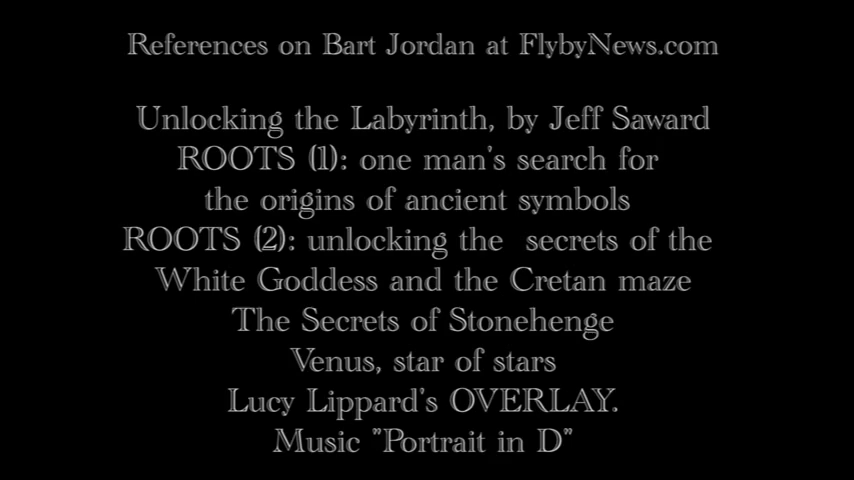 References on Bart Jordan at FlybyNews.com
Unlocking the Labyrinth, by Jeff Saward
ROOTS (1): one man's search for
the origins of ancient symbols
ROOTS (2): unlocking the secrets of the
White Goddess and the Cretan maze
The Secrets of Stonehenge
Venus, star of stars
Lucy Lippard's OVERLAY.
Music "Portrait in D"